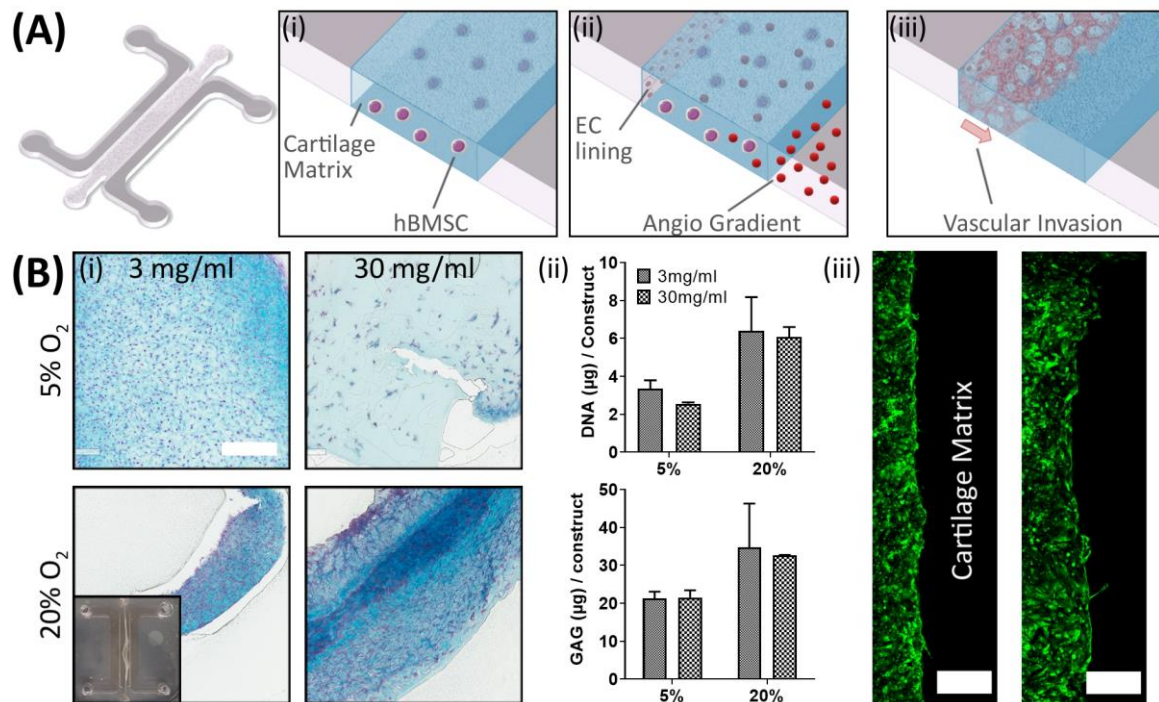 (A)
(i)
Cartilage
Matrix
hBMSC
(ii)
EC
lining
Angio Gradient
(iii)
Vascular Invasion
(B)
(i)
3 mg/ml
30 mg/ml
5% O2
20% O2
(ii)
10
8
6
4
2
0
DNA (µg) / Construct
3mg/ml
30mg/ml
5%
20%
50
40
30
20
10
0
GAG (µg) / construct
5%
20%
(iii)
Cartilage Matrix